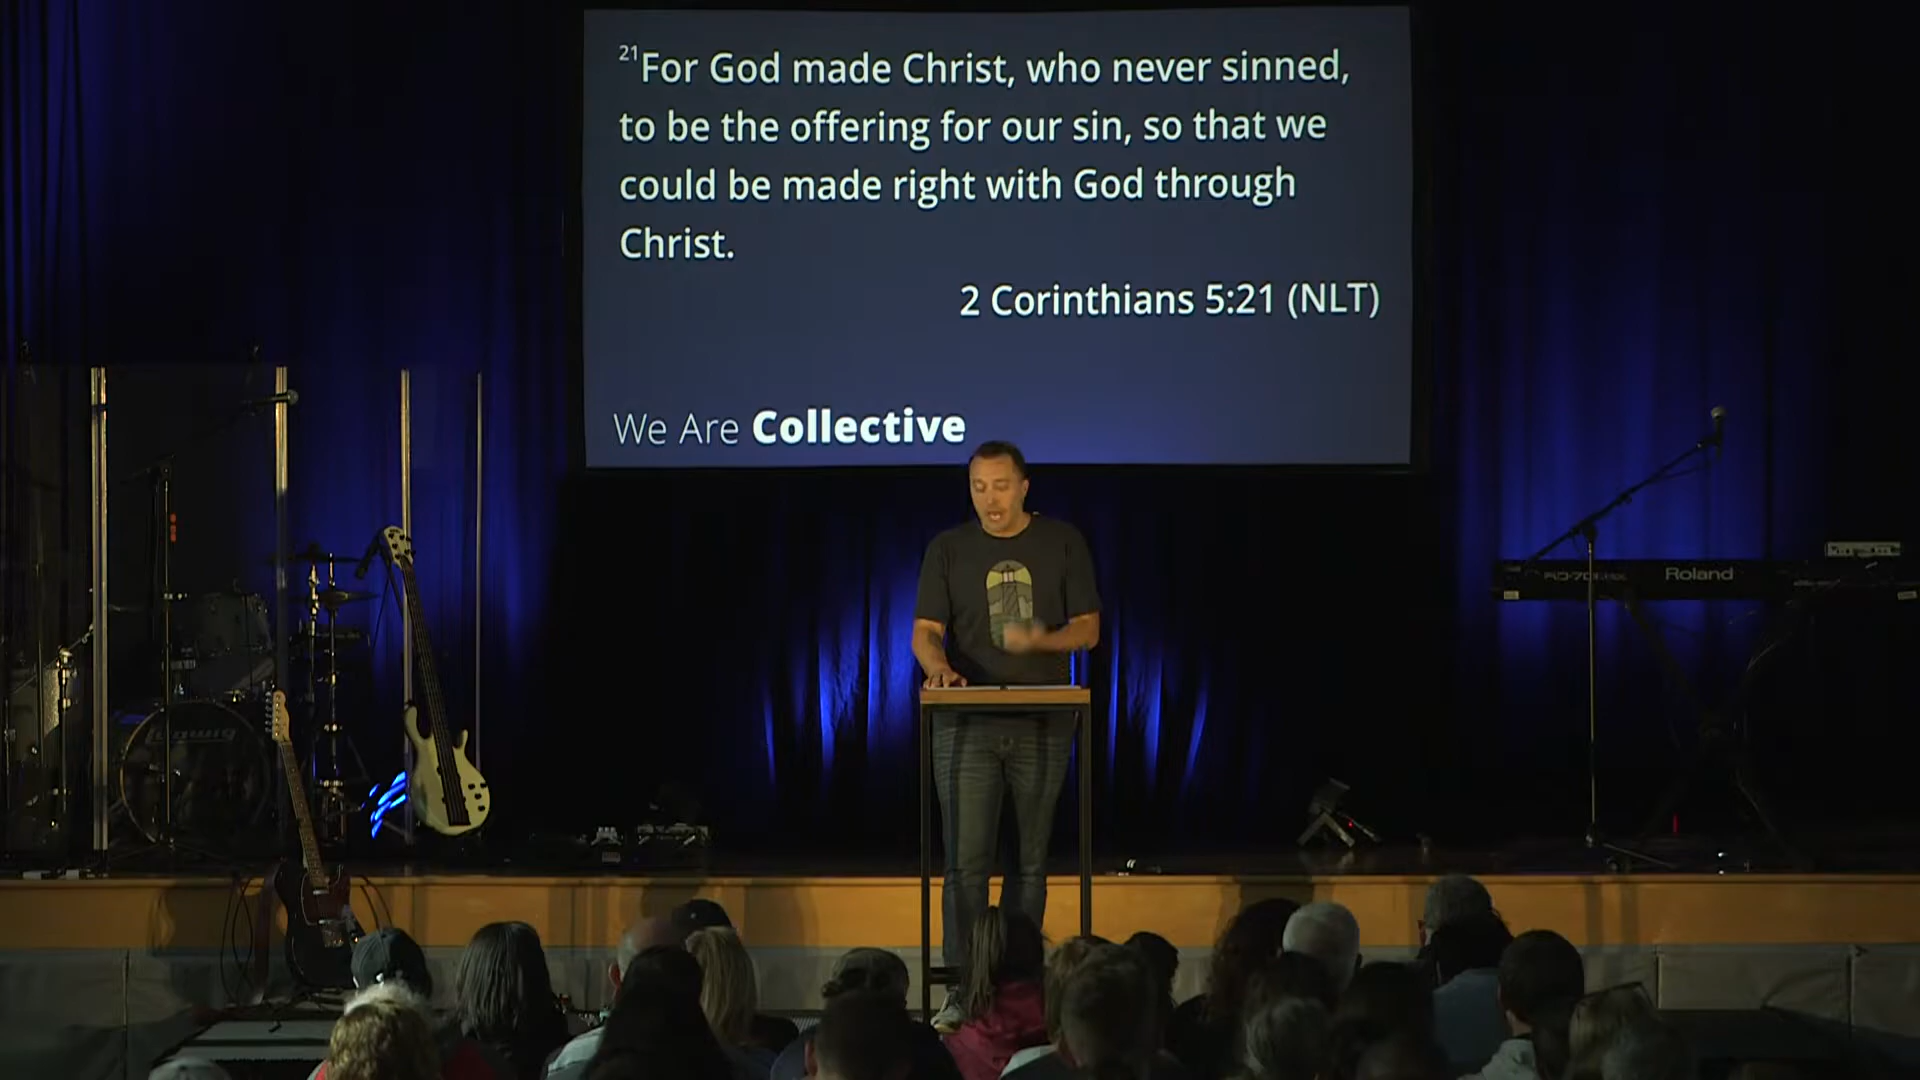 21For God made Christ, who never sinned,
to be the offering for our sin, so that we
could be made right with God through
Christ.
2 Corinthians 5:21 (NLT)
We Are Collective
Ludwig
Roland